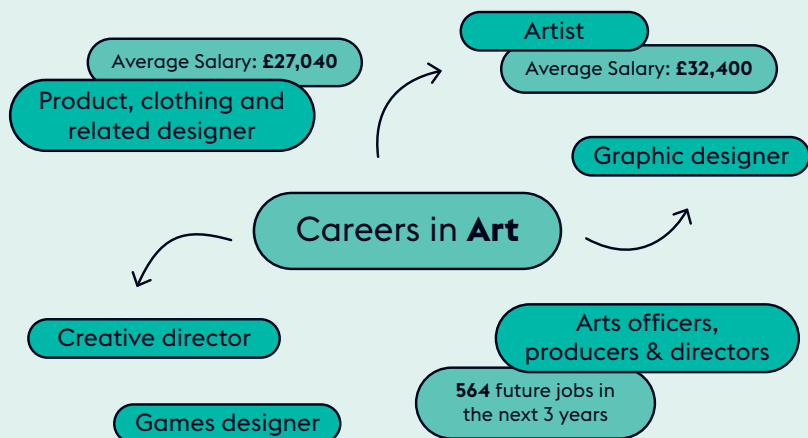 Average Salary: £27,040
Product, clothing and
related designer
Artist
Average Salary: £32,400
Graphic designer
Careers in Art
Creative director
Arts officers,
producers & directors
564 future jobs in
the next 3 years
Games designer